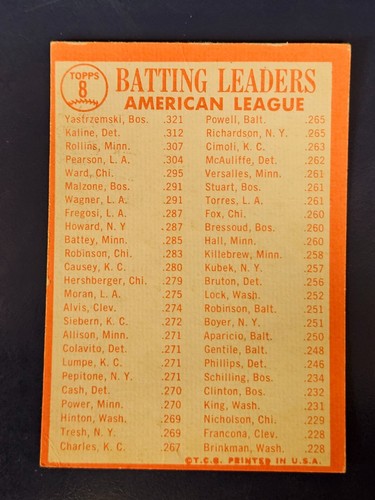 TOPPS
8
BATTING LEADERS
AMERICAN LEAGUE
Yasfrzemski, Bos. .321
Kaline, Det. .312
Rollins, Minn. .307
Pearson, L. A. .304
Ward, Chi. .295
Malzone, Bos. .291
Wagner, L. A. .291
Fregosi, L. A. .287
Howard, N. Y .287
Battey, Minn. .285
Robinson, Chi. .283
Causey, K. C. .280
Hershberger, Chi. .279
Moran, L. A. .275
Alvis, Clev. .274
Siebern, K. C. .272
Allison, Minn. .271
Colavito, Det. .271
Lumpe, K. C. .271
Pepitone, N. Y. .271
Cash, Det. .270
Power, Minn. .270
Hinton, Wash. .269
Tresh, N. Y. .269
Charles, K. C. .267
Powell, Balt. .265
Richardson, N. Y. .265
Cimoli, K. C. .263
McAuliffe, Det. .262
Versalles, Minn. .261
Stuart, Bos. .261
Torres, L. A. .261
Fox, Chi. .260
Bressoud, Bos. .260
Hall, Minn. .260
Killebrew, Minn. .258
Kubek, N. Y. .257
Bruton, Det. .256
Lock, Wash. .252
Robinson, Balt. .251
Boyer, N. Y. .251
Aparicio, Balt. .250
Gentile, Balt. .248
Phillips, Det. .246
Schilling, Bos. .234
Clinton, Bos. .232
King, Wash. .231
Nicholson, Chi. .229
Francona, Clev. .228
Brinkman, Wash. .228
©T.C.G. PRINTED IN U.S.A.